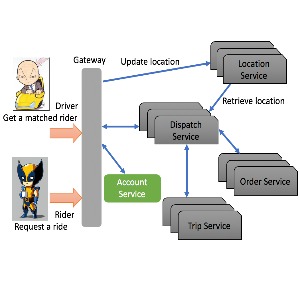 Gateway
Update location
Location
Service
Driver
Get a matched rider
Retrieve location
Dispatch
Service
Account
Service
Order Service
Rider
Request a ride
Trip Service